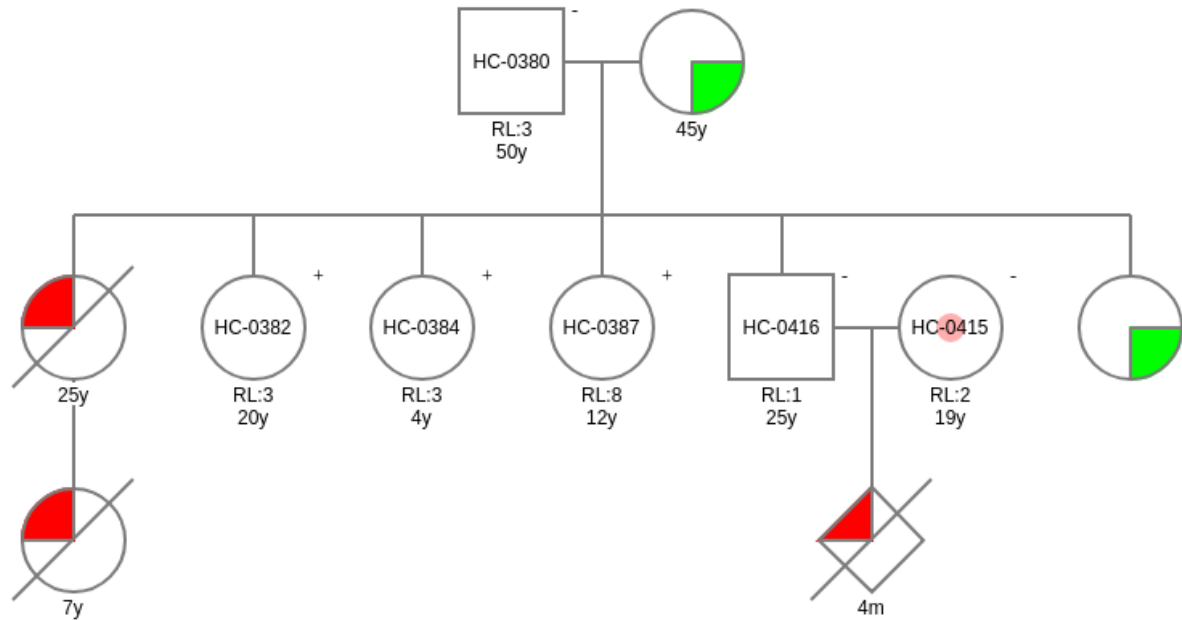 -
HC-0380
RL:3
50y
45y
+
+
+
-
-
HC-0382
HC-0384
HC-0387
HC-0416
HC-0415
25y
RL:3
20y
RL:3
4y
RL:8
12y
RL:1
25y
RL:2
19y
7y
4m